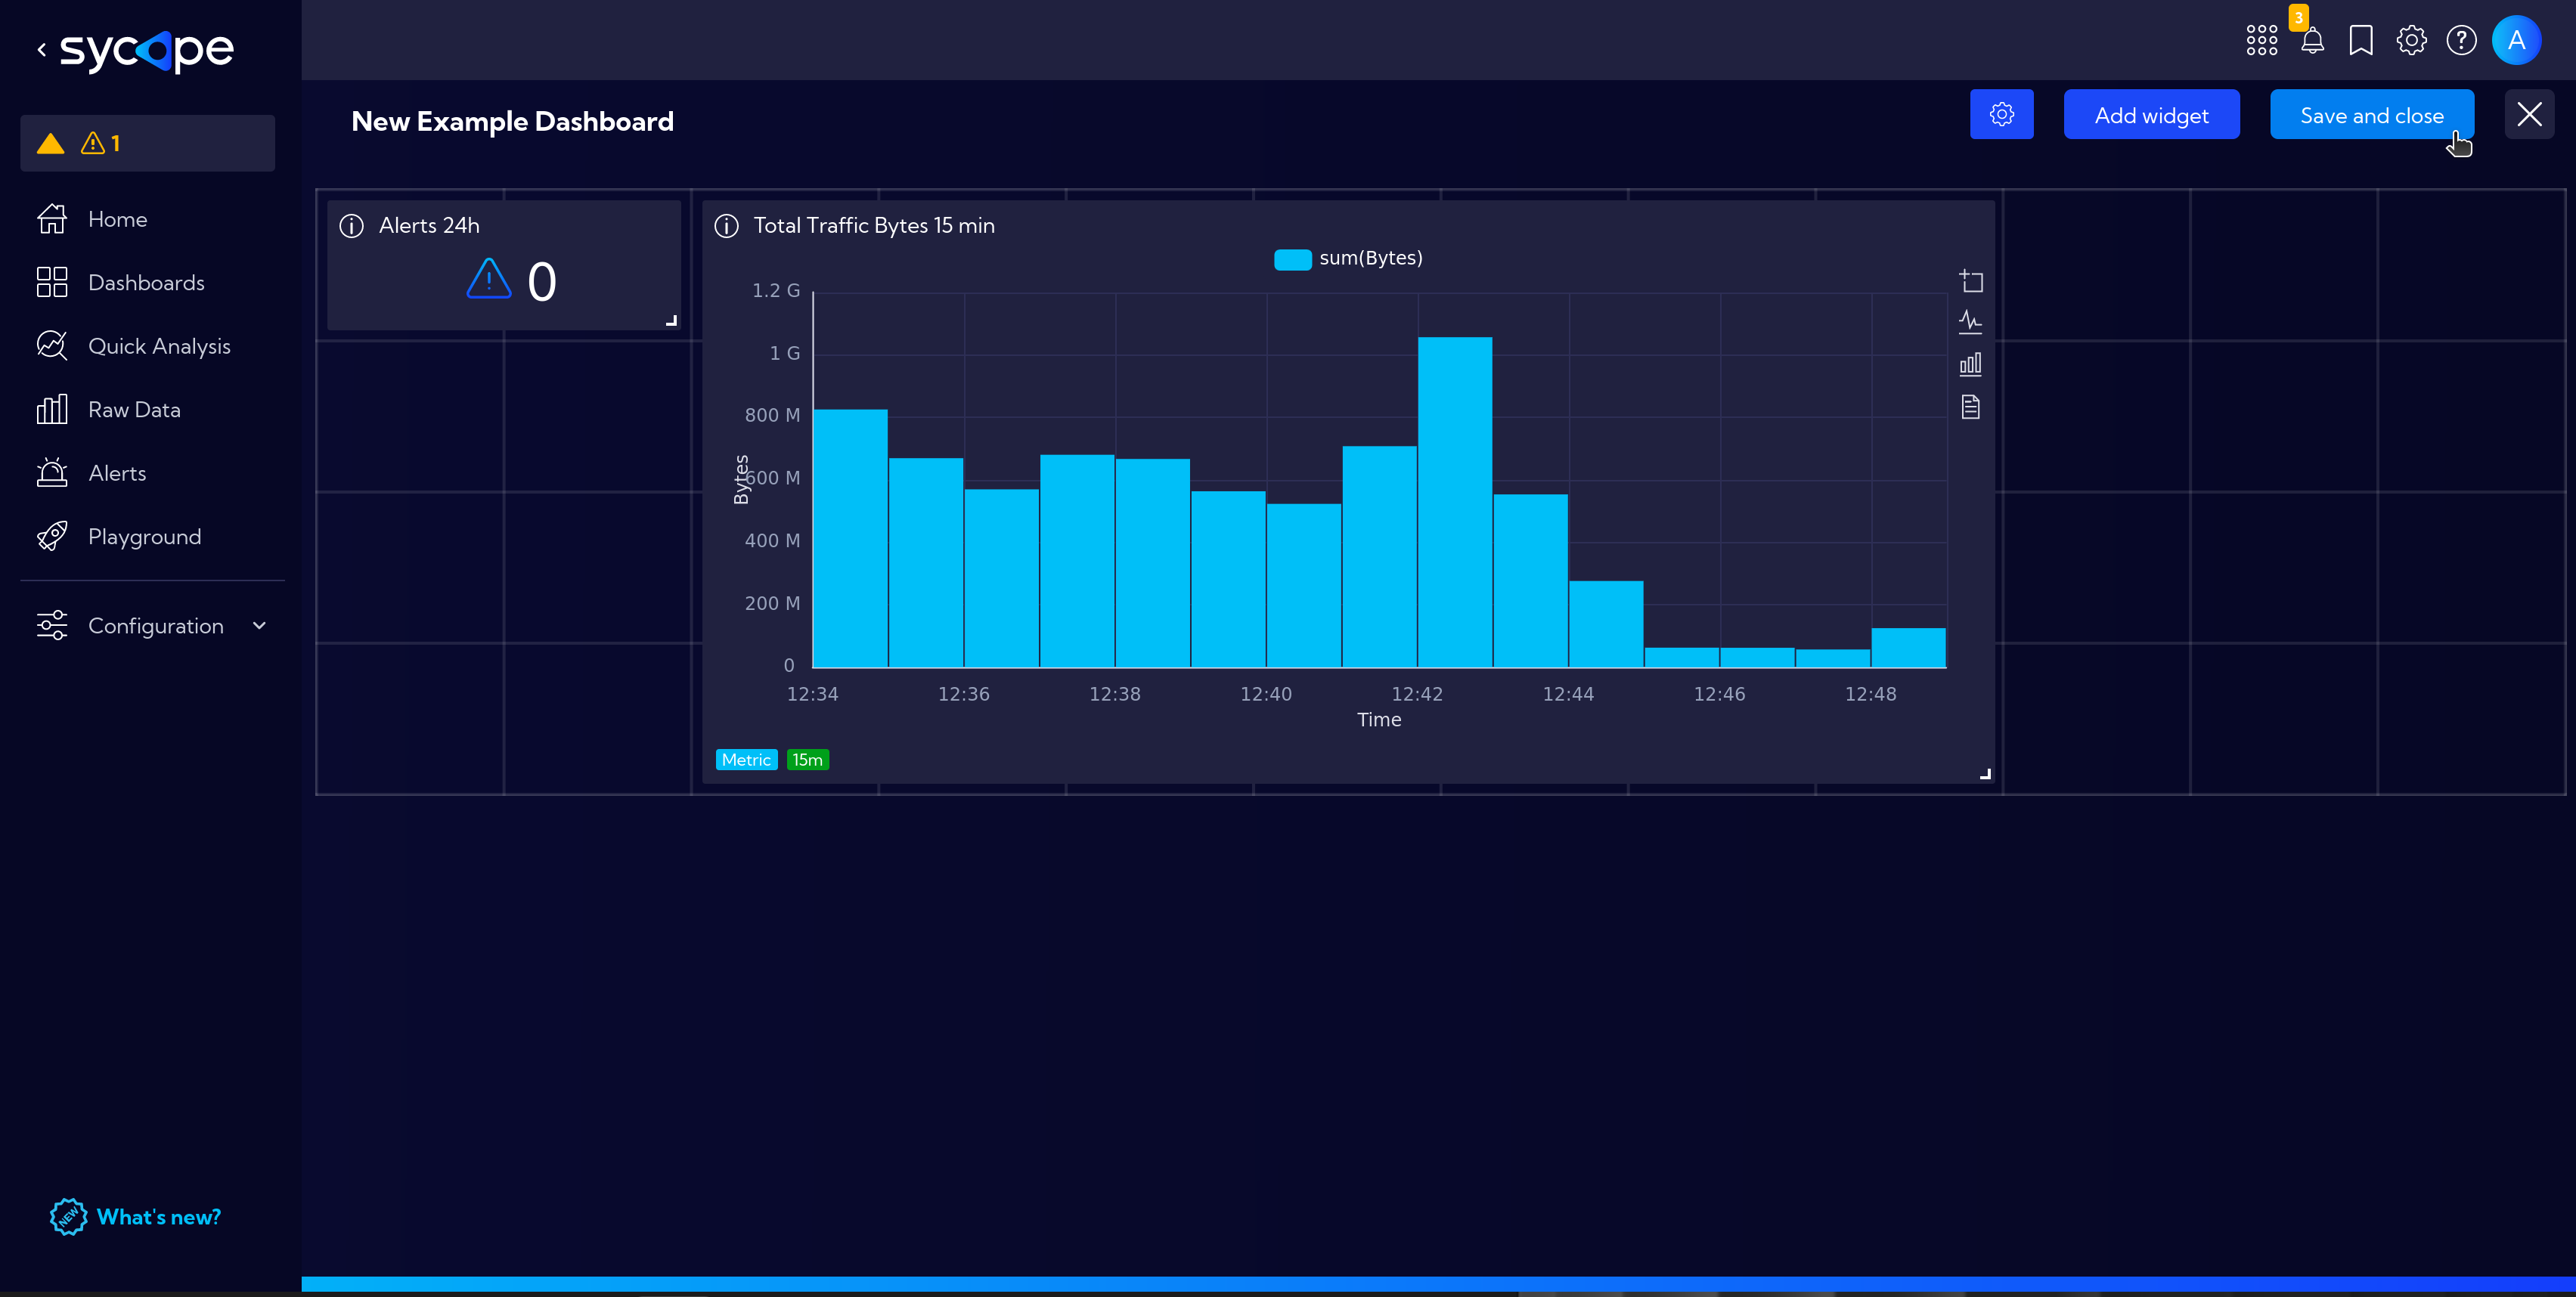 sycope
3
A
New Example Dashboard
Add widget
Save and close
1
Home
Dashboards
Quick Analysis
Raw Data
Alerts
Playground
Configuration
NEW
What's new?
Alerts 24h
0
Total Traffic Bytes 15 min
sum(Bytes)
1.2 G
1 G
800 M
600 M
400 M
200 M
0
Bytes
12:34
12:36
12:38
12:40
12:42
12:44
12:46
12:48
Time
Metric
15m